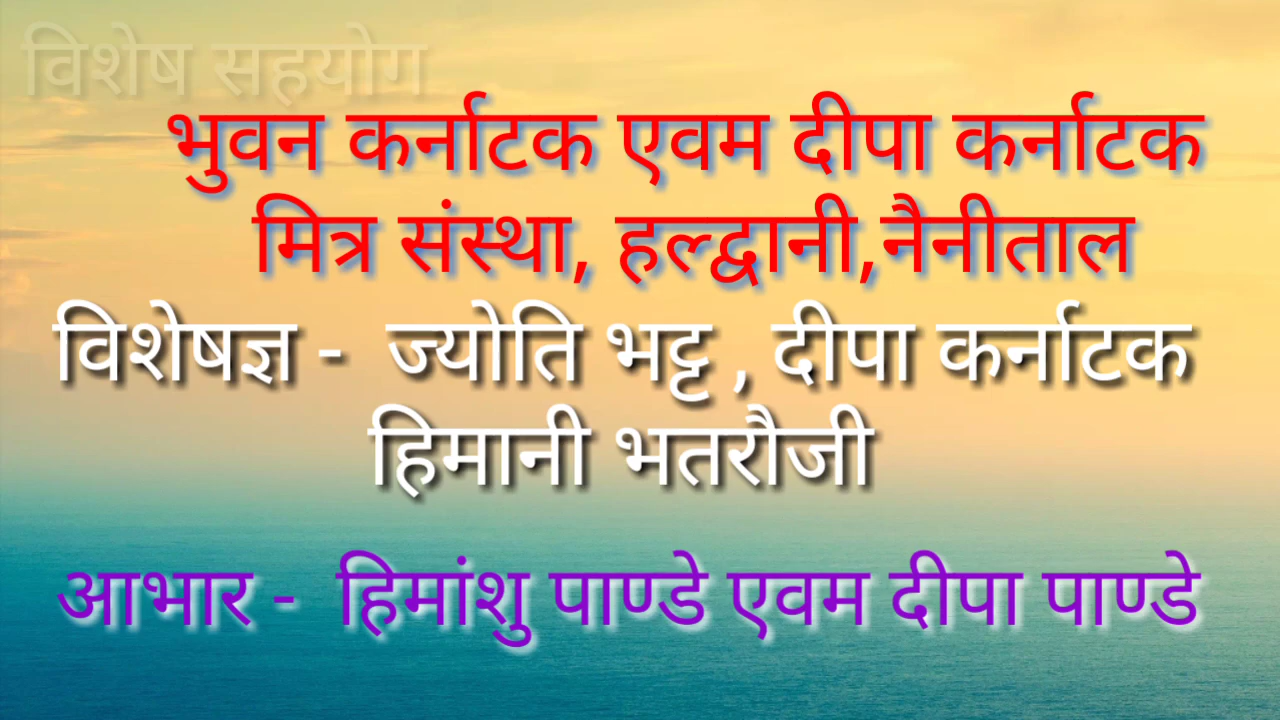 विशेष सहयोग
भुवन कर्नाटक एवम दीपा कर्नाटक
मित्र संस्था, हल्द्वानी,नैनीताल
विशेषज्ञ - ज्योति भट्ट , दीपा कर्नाटक
हिमानी भतरौजी
आभार - हिमांशु पाण्डे एवम दीपा पाण्डे